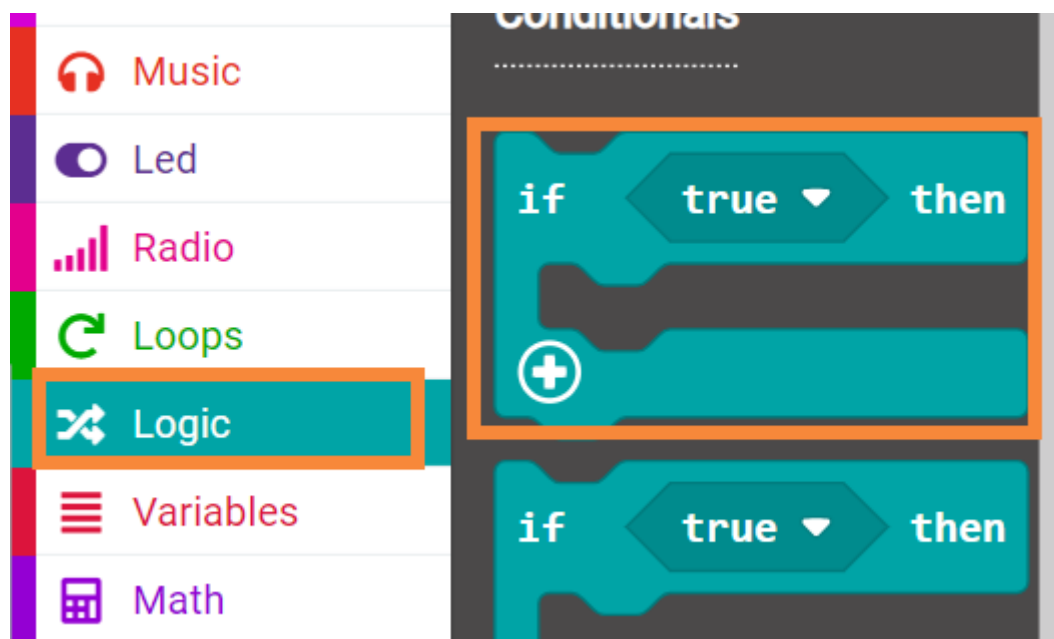 Conditionals
Music
Led
Radio
Loops
Logic
Variables
Math
if true then
if true then